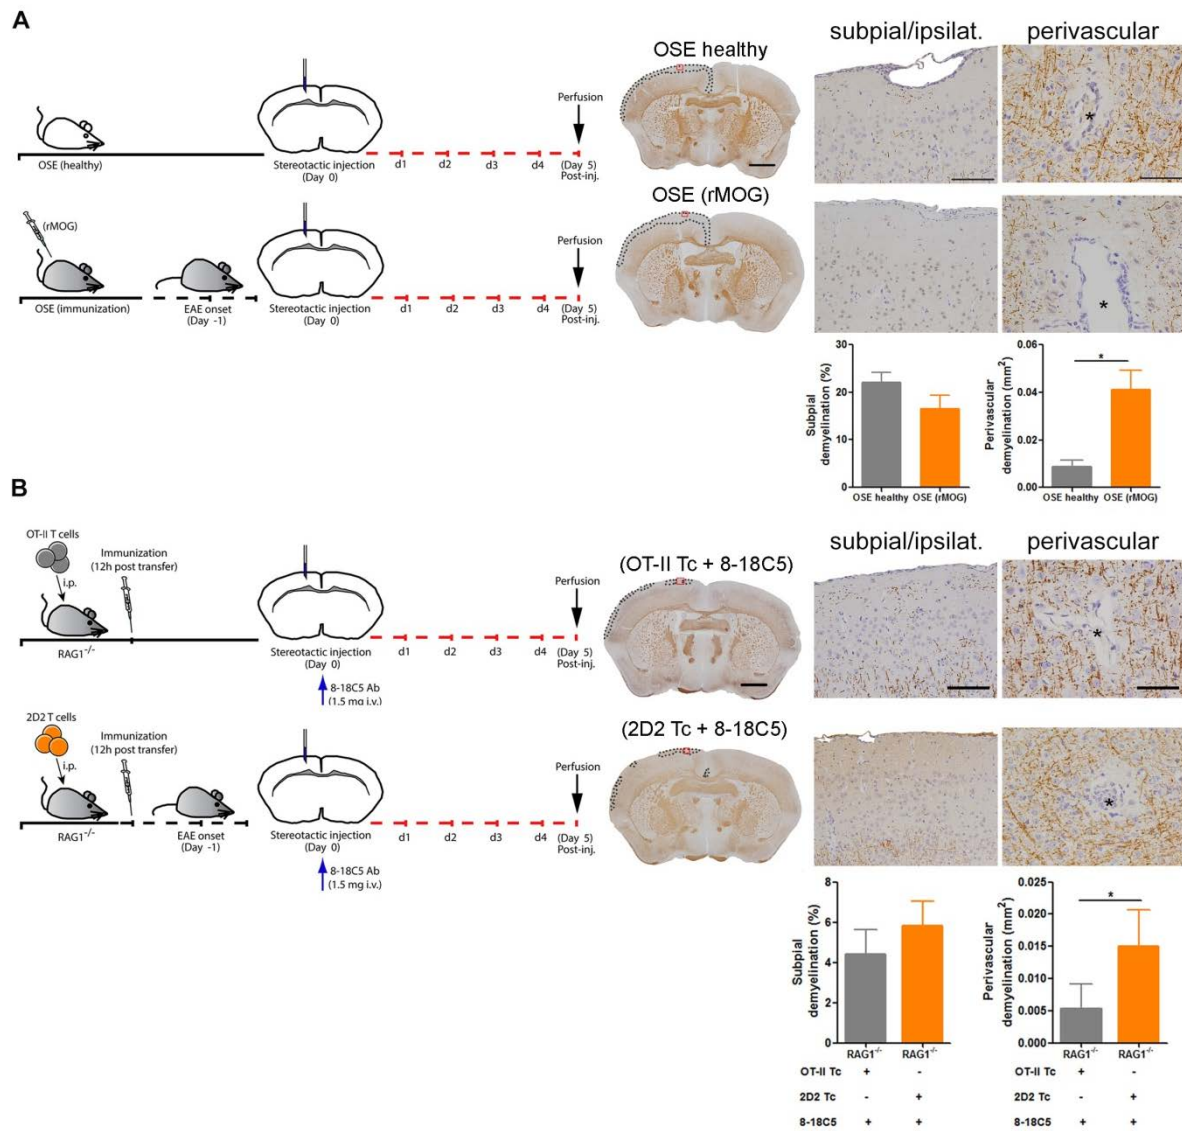 A
subpial/ipsilat.
perivascular
OSE healthy
Perfusion
*
OSE (healthy)
Stereotactic injection
(Day 0)
d1
d2
d3
d4
(Day 5)
Post-inj.
OSE (rMOG)
(rMOG)
Perfusion
*
OSE (immunization)
EAE onset
(Day -1)
Stereotactic injection
(Day 0)
d1
d2
d3
d4
(Day 5)
Post-inj.
Subpial
demyelination (%)
30
20
10
0
OSE healthy
OSE (rMOG)
Perivascular
demyelination (mm²)
0.06
0.04
0.02
0.00
*
OSE healthy
OSE (rMOG)
B
OT-II T cells
Immunization
(12h post transfer)
i.p.
RAG1-/-
Stereotactic injection
(Day 0)
8-18C5 Ab
(1.5 mg i.v.)
d1
d2
d3
d4
Perfusion
(Day 5)
Post-inj.
(OT-II Tc + 8-18C5)
subpial/ipsilat.
perivascular
*
2D2 T cells
Immunization
(12h post transfer)
i.p.
RAG1-/-
EAE onset
(Day -1)
Stereotactic injection
(Day 0)
8-18C5 Ab
(1.5 mg i.v.)
d1
d2
d3
d4
Perfusion
(Day 5)
Post-inj.
(2D2 Tc + 8-18C5)
*
Subpial
demyelination (%)
8
6
4
2
0
RAG1-/- RAG1-/-
OT-II Tc + -
2D2 Tc - +
8-18C5 + +
Perivascular
demyelination (mm²)
0.025
0.020
0.015
0.010
0.005
0.000
*
RAG1-/- RAG1-/-
OT-II Tc + -
2D2 Tc - +
8-18C5 + +